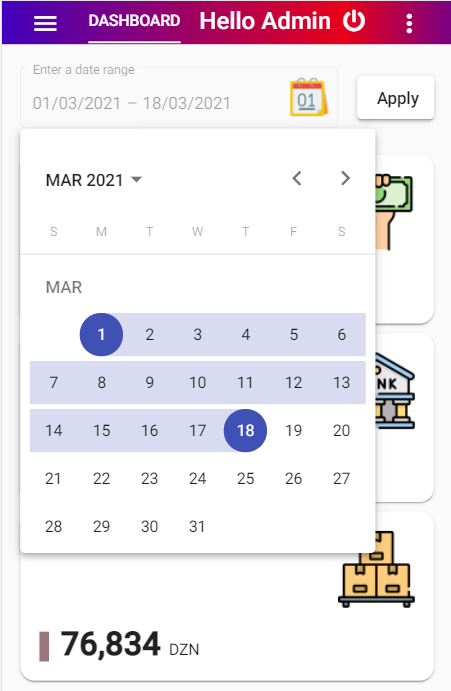 DASHBOARD Hello Admin
Enter a date range
01/03/2021 – 18/03/2021
01
Apply
MAR 2021
S M T W T F S
MAR
1 2 3 4 5 6
7 8 9 10 11 12 13
14 15 16 17 18 19 20
21 22 23 24 25 26 27
28 29 30 31
NK
76,834 DZN